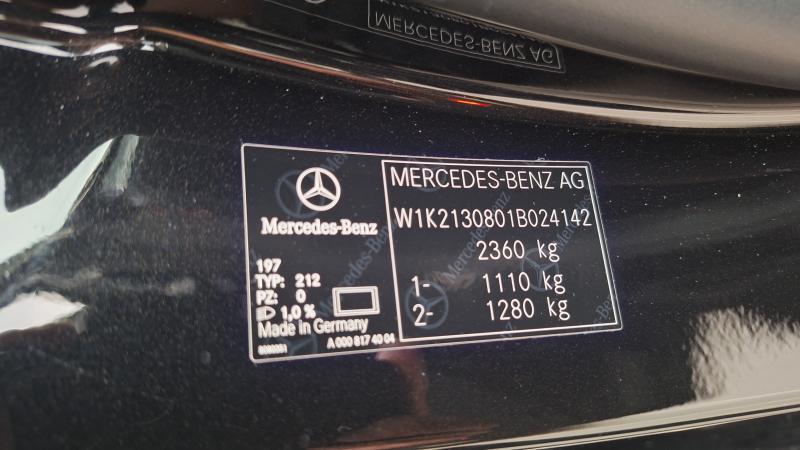 MERCEDES-BENZ AG
Mercedes-Benz
197
TYP: 212
PZ: 0
1,0 %
Made in Germany
A 000 817 40 04
MERCEDES-BENZ AG
W1K2130801B024142
2360 kg
1- 1110 kg
2- 1280 kg